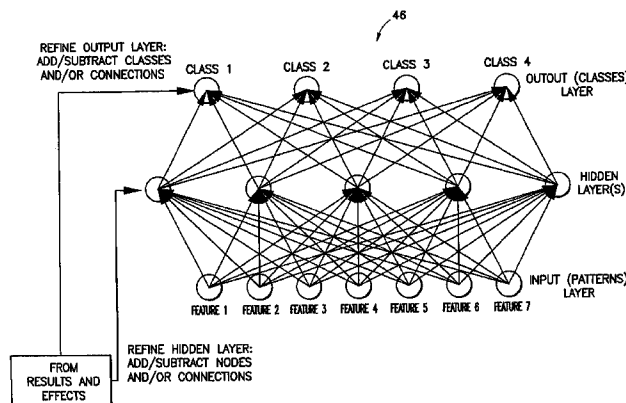 46
REFINE OUTPUT LAYER:
ADD/SUBTRACT CLASSES
AND/OR CONNECTIONS
CLASS 1
CLASS 2
CLASS 3
CLASS 4
OUTOUT (CLASSES)
LAYER
HIDDEN
LAYER(S)
INPUT (PATTERNS)
LAYER
FEATURE 1
FEATURE 2
FEATURE 3
FEATURE 4
FEATURE 5
FEATURE 6
FEATURE 7
REFINE HIDDEN LAYER:
ADD/SUBTRACT NODES
AND/OR CONNECTIONS
FROM
RESULTS AND
EFFECTS